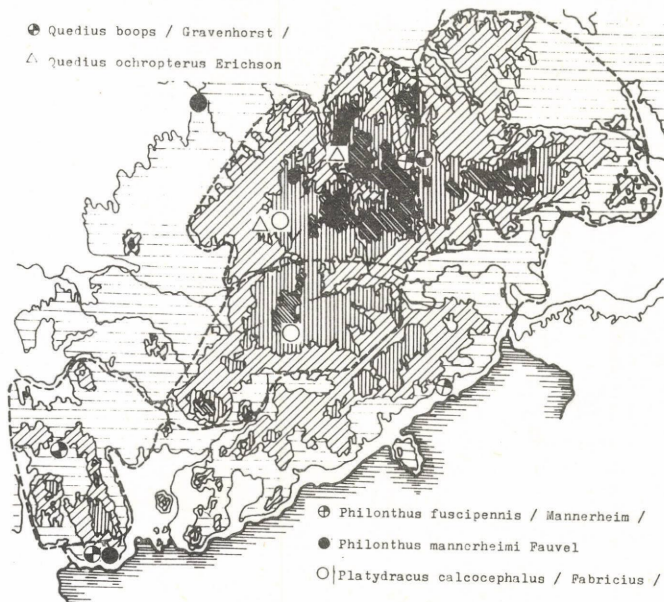 Quedius boops / Gravenhorst /
Quedius ochropterus Erichson
Philonthus fuscipennis / Mannerheim /
Philonthus mannerheimi Fauvel
Platydracus calcocephalus / Fabricius /